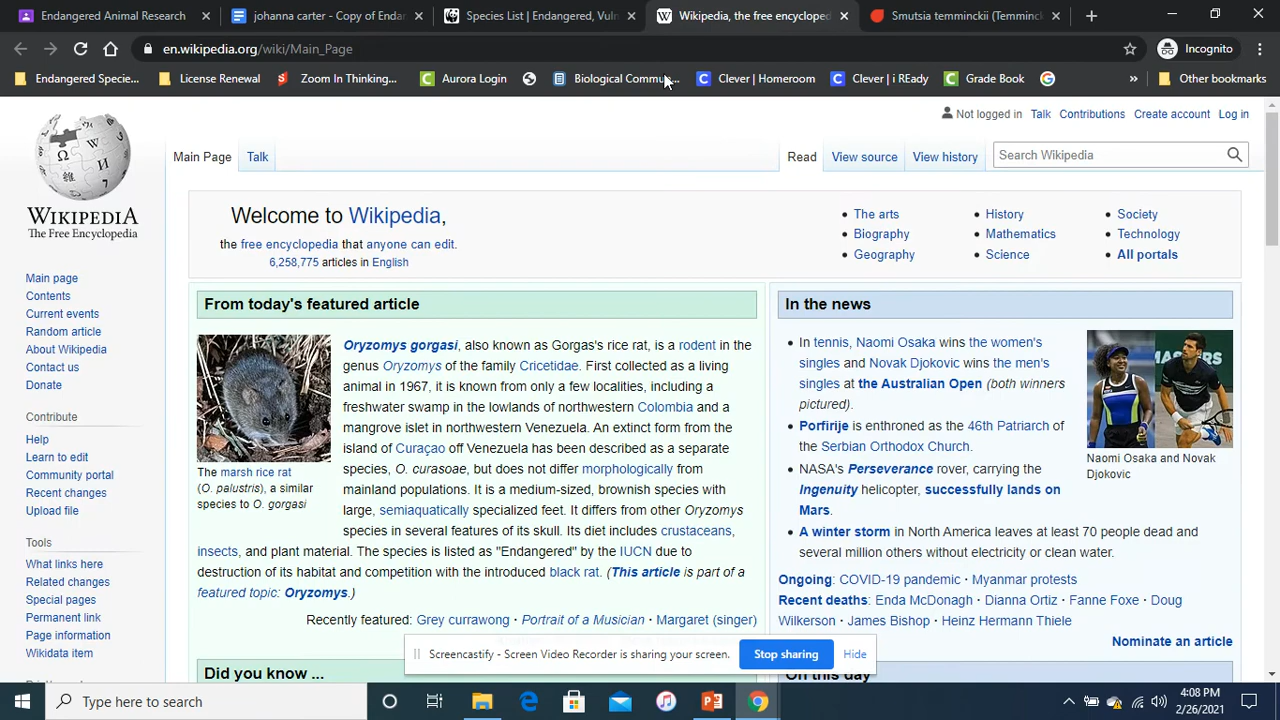 Endangered Animal Research
johanna carter - Copy of Endan
Species List | Endangered, Vuln
Wikipedia, the free encycloped
Smutsia temminckii (Temminck
en.wikipedia.org/wiki/Main_Page
Incognito
Endangered Specie...
License Renewal
Zoom In Thinking...
Aurora Login
Biological Commu...
Clever | Homeroom
Clever | i REady
Grade Book
Other bookmarks
Not logged in Talk Contributions Create account Log in
Main Page Talk
Read View source View history
Search Wikipedia
WIKIPEDIA
The Free Encyclopedia
Main page
Contents
Current events
Random article
About Wikipedia
Contact us
Donate
Contribute
Help
Learn to edit
Community portal
Recent changes
Upload file
Tools
What links here
Related changes
Special pages
Permanent link
Page information
Wikidata item
Welcome to Wikipedia,
the free encyclopedia that anyone can edit.
6,258,775 articles in English
The arts
Biography
Geography
History
Mathematics
Science
Society
Technology
All portals
From today's featured article
Oryzomys gorgasi, also known as Gorgas's rice rat, is a rodent in the
genus Oryzomys of the family Cricetidae. First collected as a living
animal in 1967, it is known from only a few localities, including a
freshwater swamp in the lowlands of northwestern Colombia and a
mangrove islet in northwestern Venezuela. An extinct form from the
island of Curaçao off Venezuela has been described as a separate
species, O. curasoae, but does not differ morphologically from
mainland populations. It is a medium-sized, brownish species with
large, semiaquatically specialized feet. It differs from other Oryzomys
species in several features of its skull. Its diet includes crustaceans,
insects, and plant material. The species is listed as "Endangered" by the IUCN due to
destruction of its habitat and competition with the introduced black rat. (This article is part of a
featured topic: Oryzomys.)
The marsh rice rat
(O. palustris), a similar
species to O. gorgasi
Recently featured: Grey currawong · Portrait of a Musician · Margaret (singer)
Did you know ...
In the news
In tennis, Naomi Osaka wins the women's
singles and Novak Djokovic wins the men's
singles at the Australian Open (both winners
pictured).
Porfirije is enthroned as the 46th Patriarch of
the Serbian Orthodox Church.
NASA's Perseverance rover, carrying the
Ingenuity helicopter, successfully lands on
Mars.
A winter storm in North America leaves at least 70 people dead and
several million others without electricity or clean water.
MASTERS
Naomi Osaka and Novak
Djokovic
Ongoing: COVID-19 pandemic · Myanmar protests
Recent deaths: Enda McDonagh · Dianna Ortiz · Fanne Foxe · Doug
Wilkerson · James Bishop · Heinz Hermann Thiele
Nominate an article
On this day
Screencastify - Screen Video Recorder is sharing your screen.
Stop sharing
Hide
Type here to search
4:08 PM
2/26/2021